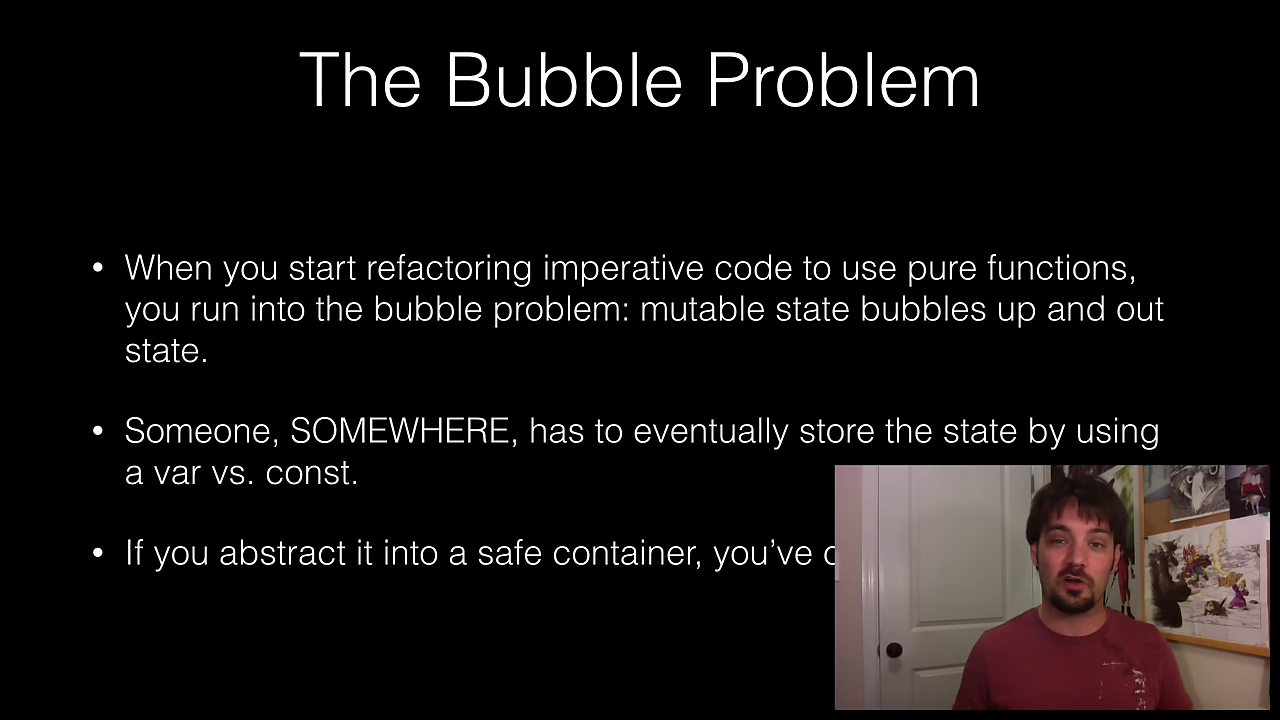 The Bubble Problem
• When you start refactoring imperative code to use pure functions,
you run into the bubble problem: mutable state bubbles up and out
state.
• Someone, SOMEWHERE, has to eventually store the state by using
a var vs. const.
• If you abstract it into a safe container, you’ve